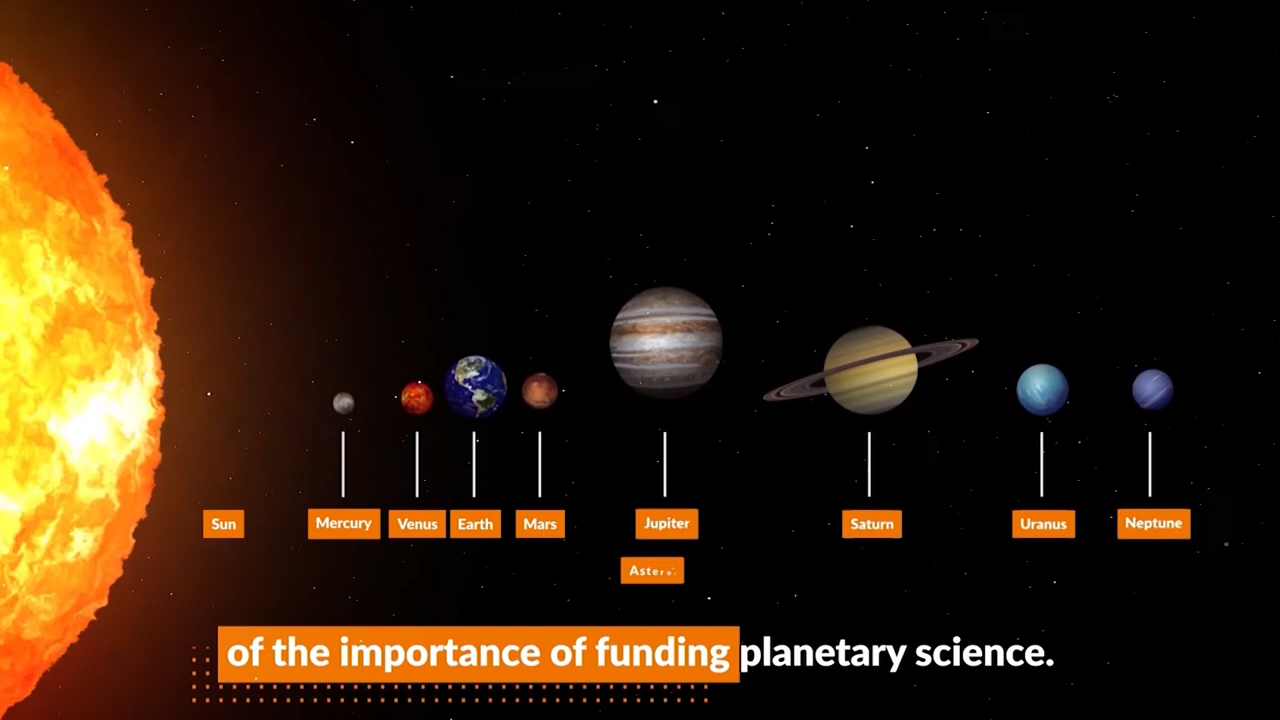 Sun Mercury Venus Earth Mars Jupiter Saturn Uranus Neptune
of the importance of funding planetary science.